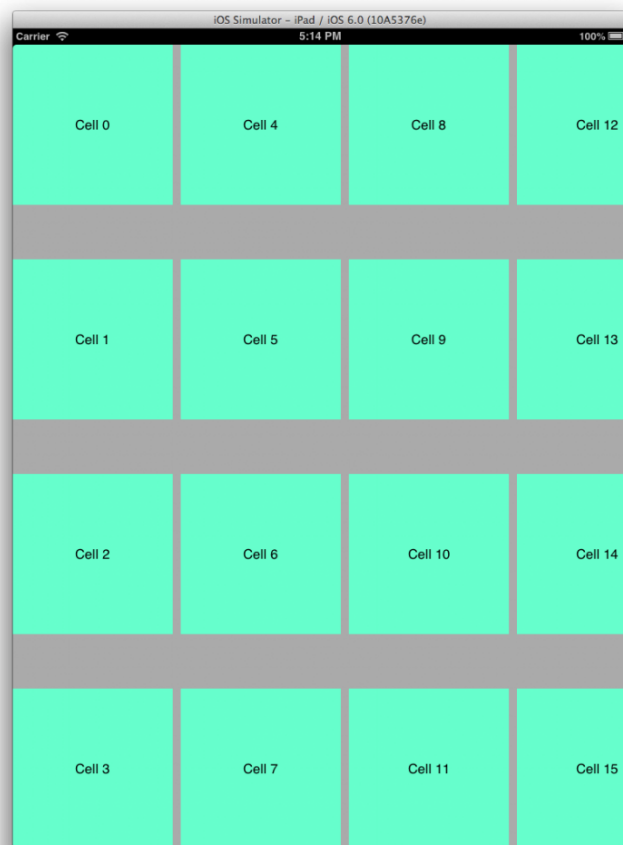 iOS Simulator – iPad / iOS 6.0 (10A5376e)
Carrier 5:14 PM 100%
Cell 0 Cell 4 Cell 8 Cell 12
Cell 1 Cell 5 Cell 9 Cell 13
Cell 2 Cell 6 Cell 10 Cell 14
Cell 3 Cell 7 Cell 11 Cell 15